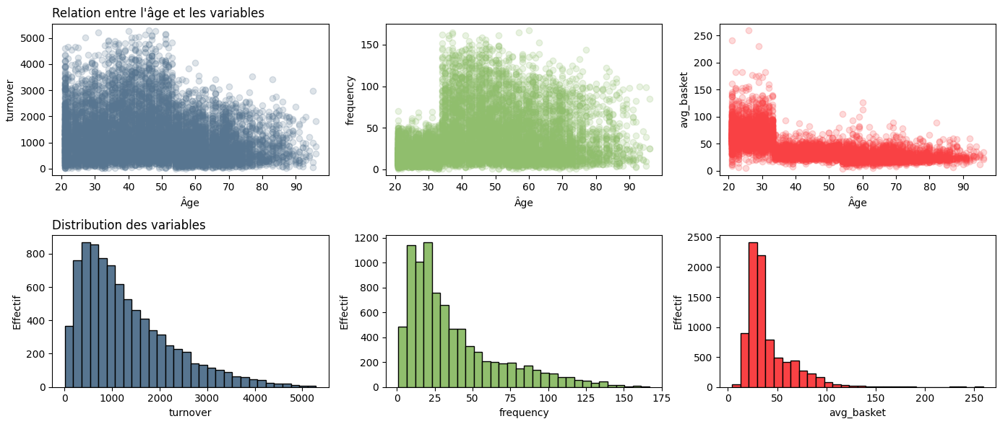 Relation entre l'âge et les variables
turnover
5000
4000
3000
2000
1000
0
20 30 40 50 60 70 80 90
Âge
frequency
150
100
50
0
20 30 40 50 60 70 80 90
Âge
avg_basket
250
200
150
100
50
0
20 30 40 50 60 70 80 90
Âge
Distribution des variables
Effectif
800
600
400
200
0
0 1000 2000 3000 4000 5000
turnover
Effectif
1200
1000
800
600
400
200
0
0 25 50 75 100 125 150 175
frequency
Effectif
2500
2000
1500
1000
500
0
0 50 100 150 200 250
avg_basket